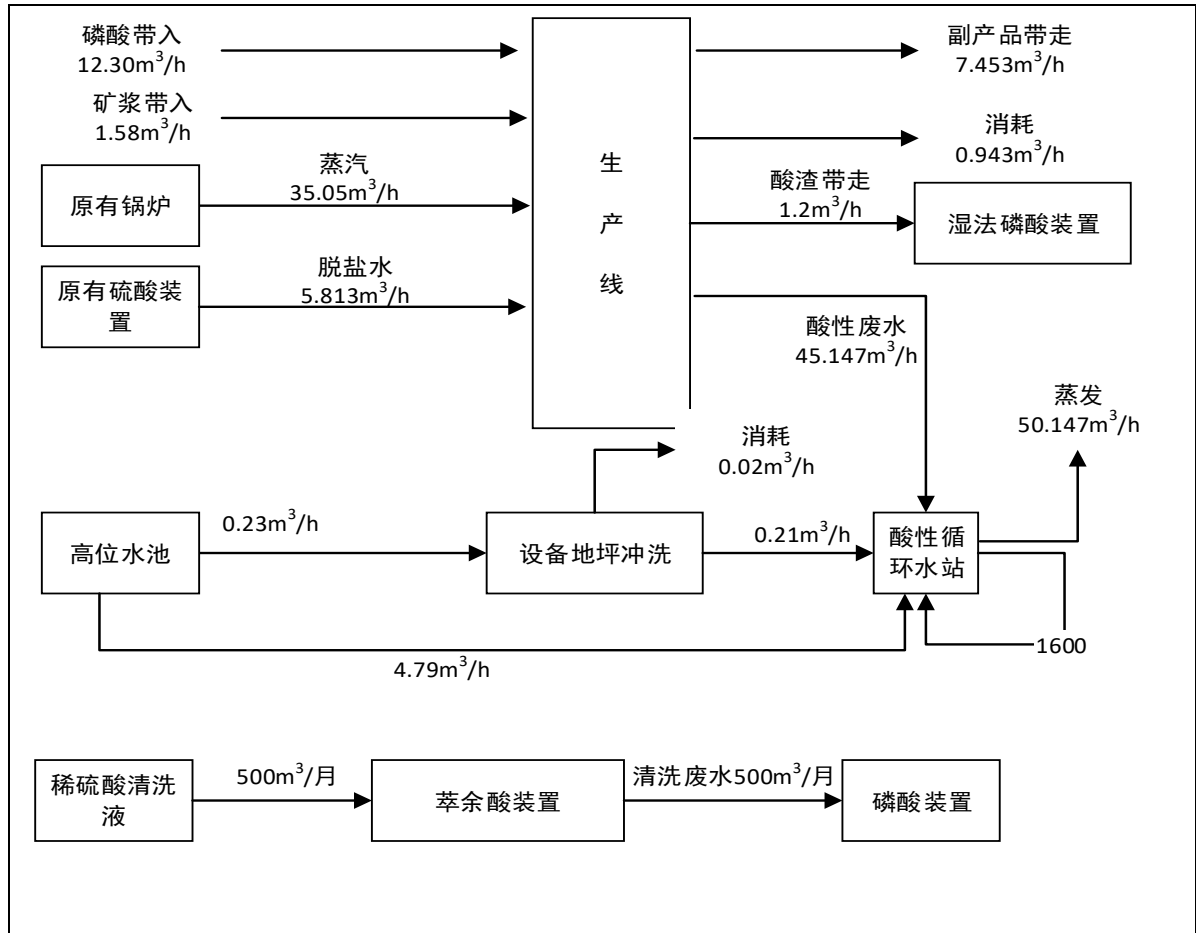 磷酸带入
12.30m³/h
矿浆带入
1.58m³/h
原有锅炉
蒸汽
35.05m³/h
原有硫酸装
置
脱盐水
5.813m³/h
生
产
线
副产品带走
7.453m³/h
消耗
0.943m³/h
酸渣带走
1.2m³/h
湿法磷酸装置
酸性废水
45.147m³/h
蒸发
50.147m³/h
消耗
0.02m³/h
高位水池
0.23m³/h
设备地坪冲洗
0.21m³/h
酸性循
环水站
1600
4.79m³/h
稀硫酸清洗
液
500m³/月
萃余酸装置
清洗废水500m³/月
磷酸装置